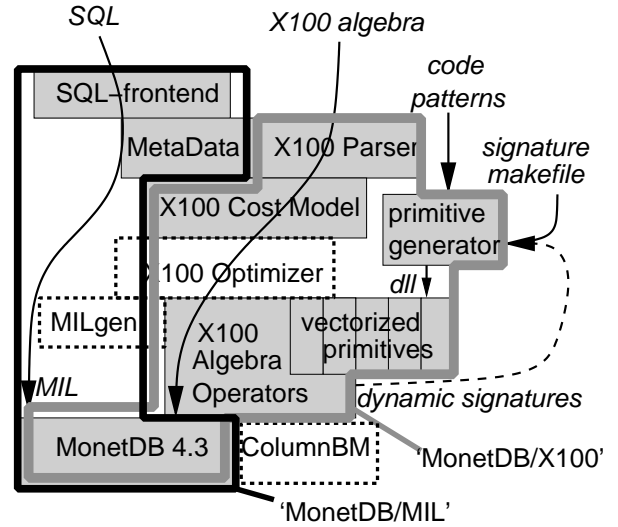 SQL
X100 algebra
SQL–frontend
code
patterns
MetaData
X100 Parser
signature
makefile
X100 Cost Model
primitive
generator
X100 Optimizer
dll
MILgen
X100
Algebra
Operators
vectorized
primitives
MIL
dynamic signatures
MonetDB 4.3
ColumnBM
'MonetDB/X100'
'MonetDB/MIL'